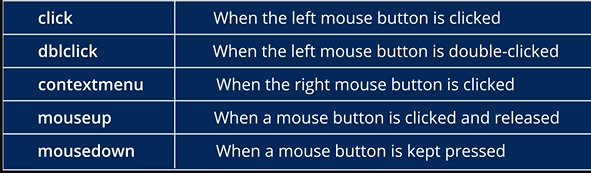 click When the left mouse button is clicked
dblclick When the left mouse button is double-clicked
contextmenu When the right mouse button is clicked
mouseup When a mouse button is clicked and released
mousedown When a mouse button is kept pressed